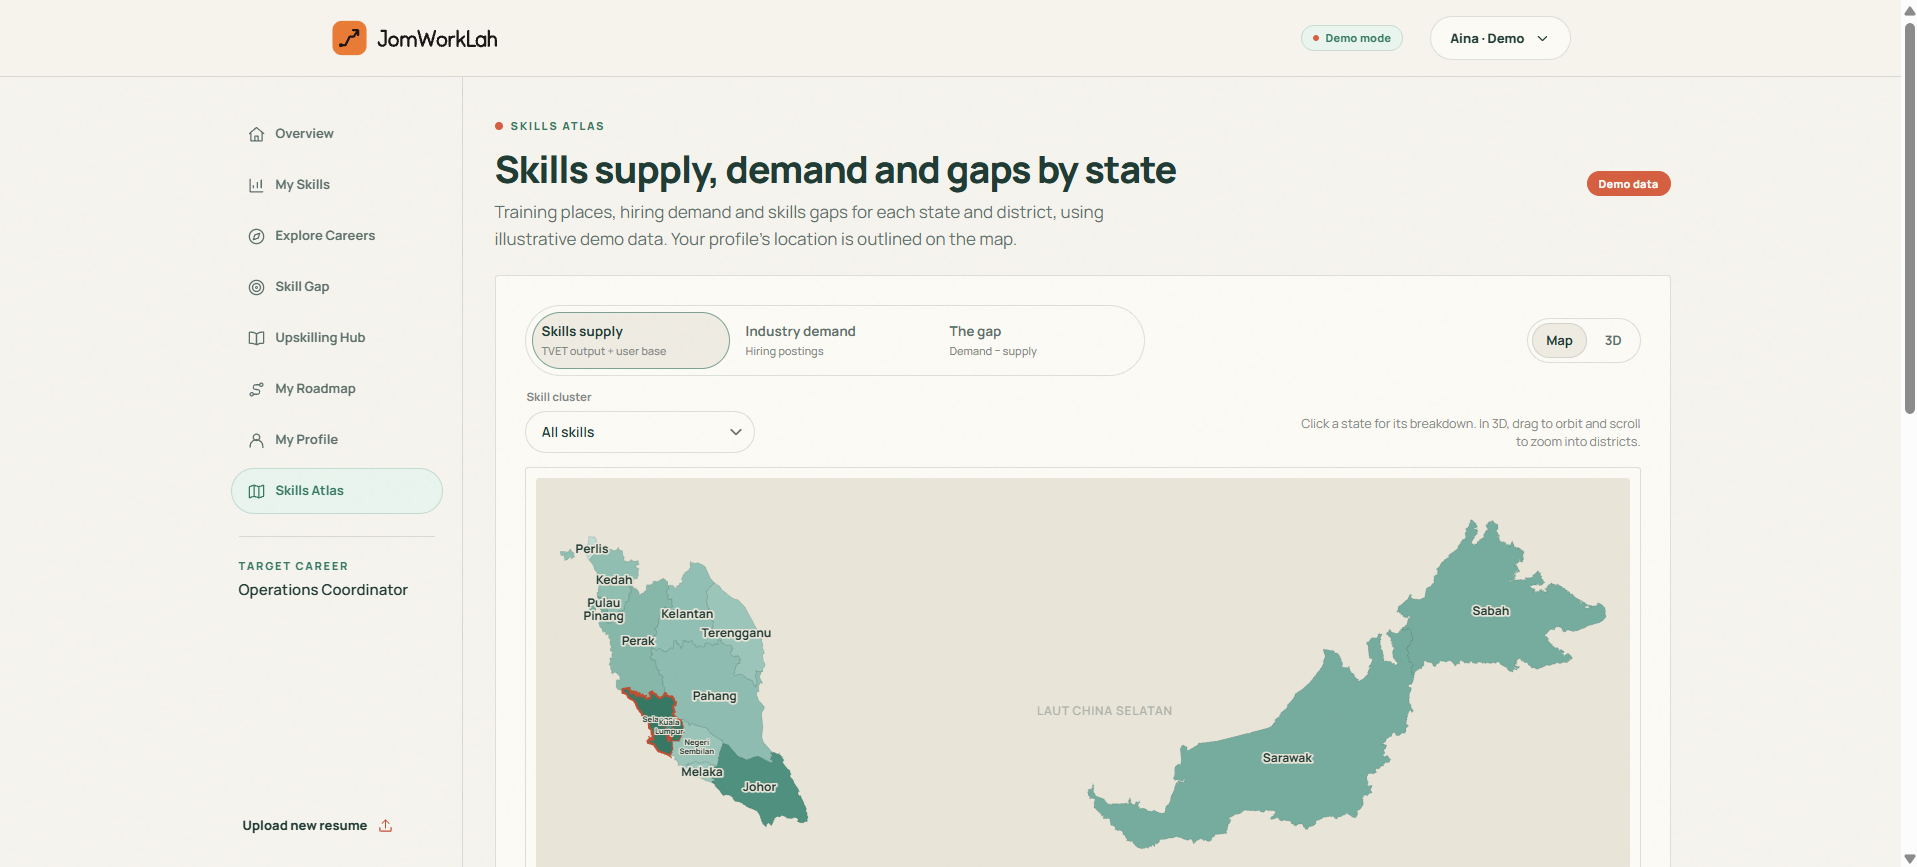 JomWorkLah
Demo mode
Aina · Demo
Overview
My Skills
Explore Careers
Skill Gap
Upskilling Hub
My Roadmap
My Profile
Skills Atlas
TARGET CAREER
Operations Coordinator
Upload new resume
SKILLS ATLAS
Skills supply, demand and gaps by state
Demo data
Training places, hiring demand and skills gaps for each state and district, using
illustrative demo data. Your profile's location is outlined on the map.
Skills supply
TVET output + user base
Industry demand
Hiring postings
The gap
Demand − supply
Map
3D
Skill cluster
All skills
Click a state for its breakdown. In 3D, drag to orbit and scroll
to zoom into districts.
Perlis
Kedah
Pulau
Pinang
Kelantan
Terengganu
Perak
Pahang
Kuala
Lumpur
Negeri
Sembilan
Melaka
Johor
LAUT CHINA SELATAN
Sabah
Sarawak